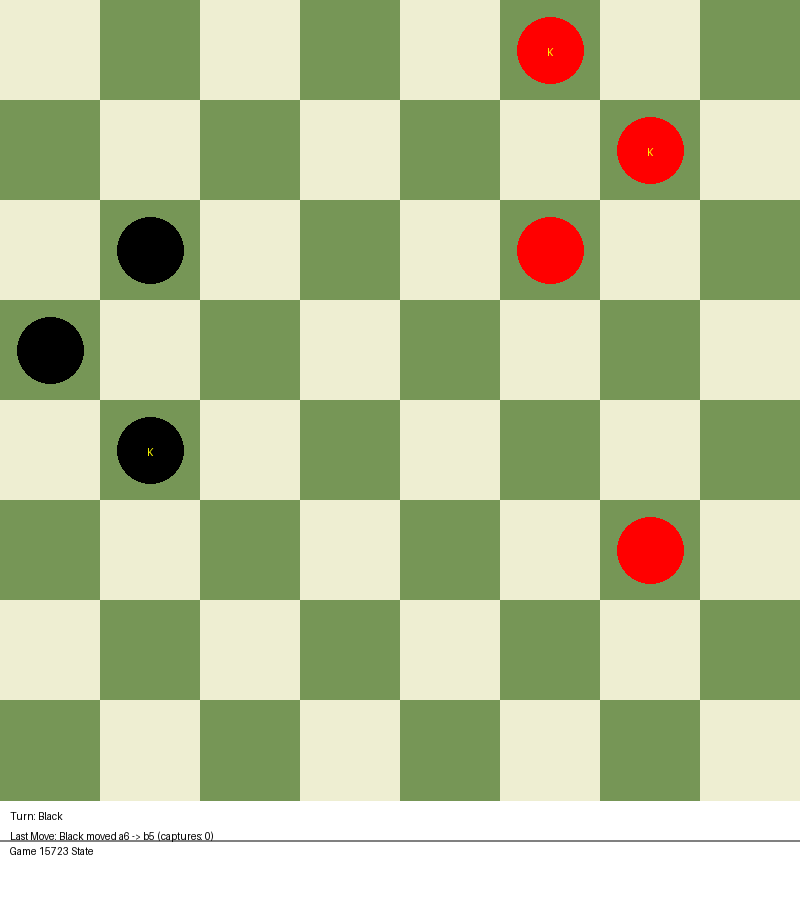 K
K
K
Turn: Black
Last Move: Black moved a6 -> b5 (captures: 0)
Game 15723 State